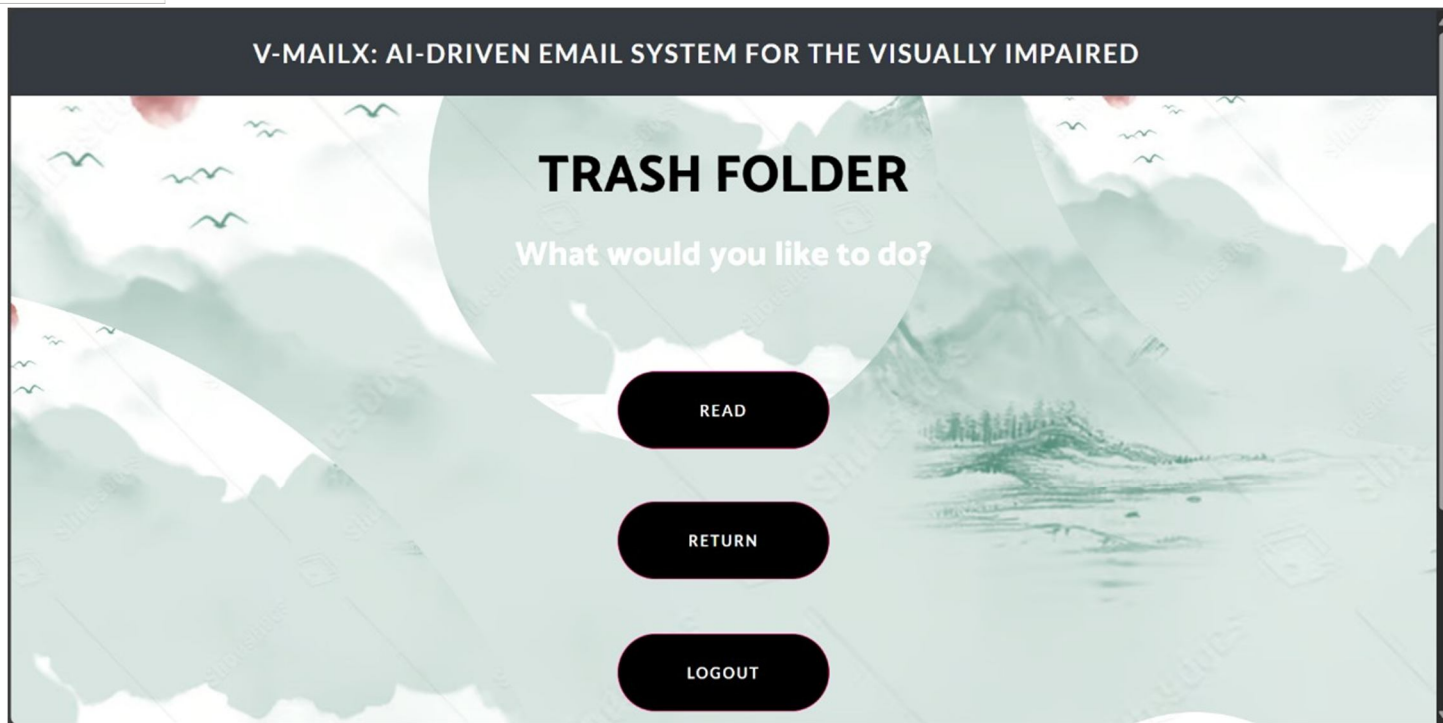 V-MAILX: AI-DRIVEN EMAIL SYSTEM FOR THE VISUALLY IMPAIRED
TRASH FOLDER
What would you like to do?
READ
RETURN
LOGOUT